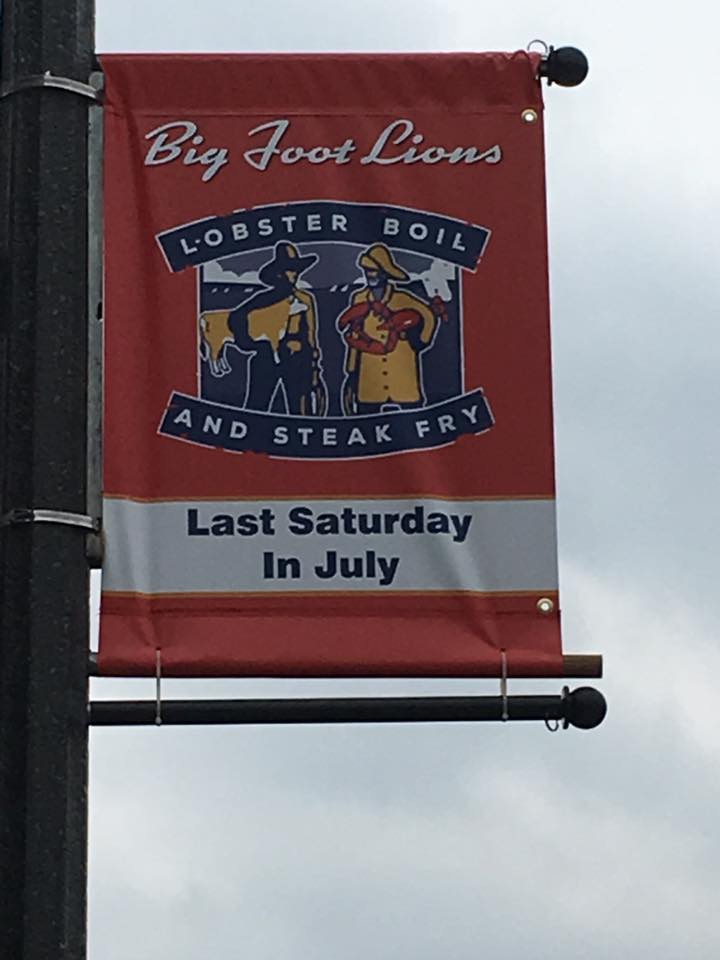 Big Foot Lions
LOBSTER BOIL
AND STEAK FRY
Last Saturday
In July